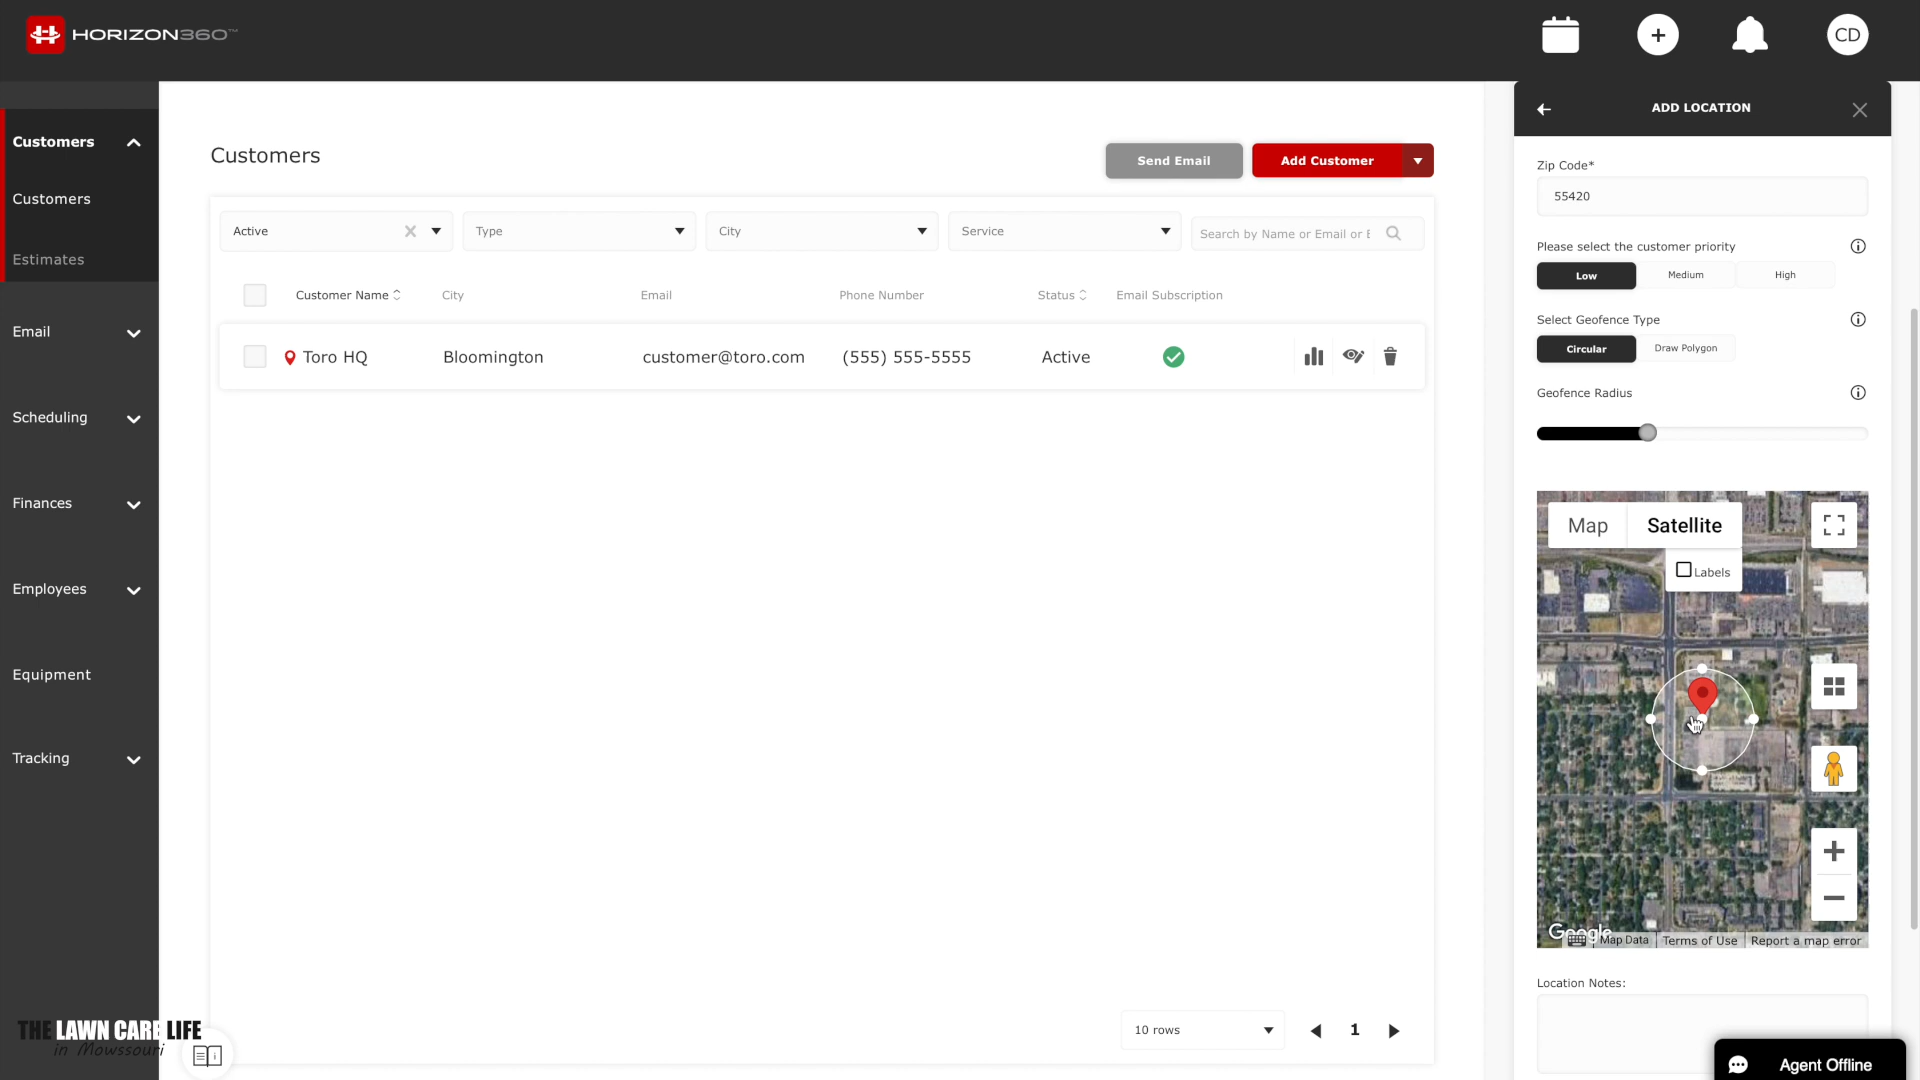 HORIZON360™
CD
Customers
Customers
Estimates
Email
Scheduling
Finances
Employees
Equipment
Tracking
THE LAWN CARE LIFE
in Mowssouri
Customers
Send Email
Add Customer
Active
Type
City
Service
Search by Name or Email or E
Customer Name
City
Email
Phone Number
Status
Email Subscription
Toro HQ
Bloomington
customer@toro.com
(555) 555-5555
Active
10 rows
1
ADD LOCATION
Zip Code*
55420
Please select the customer priority
Low
Medium
High
Select Geofence Type
Circular
Draw Polygon
Geofence Radius
Map
Satellite
Labels
Google
Map Data
Terms of Use
Report a map error
Location Notes:
Agent Offline